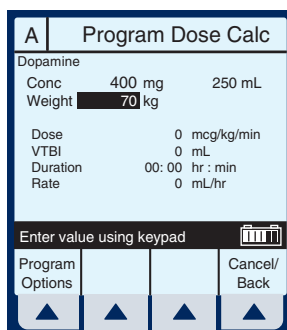 A Program Dose Calc
Dopamine
Conc 400 mg 250 mL
Weight 70 kg
Dose 0 mcg/kg/min
VTBI 0 mL
Duration 00: 00 hr : min
Rate 0 mL/hr
Enter value using keypad
Program Options
Cancel/ Back